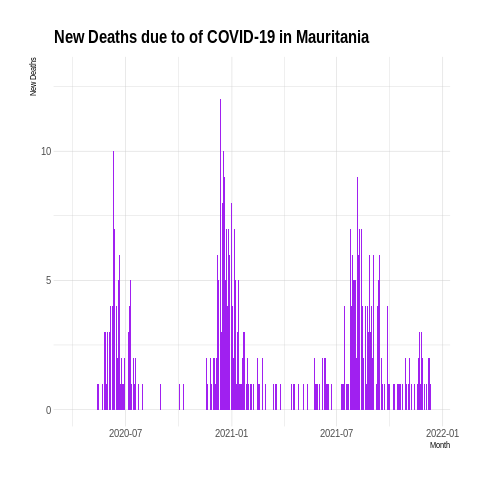 New Deaths due to of COVID-19 in Mauritania
New Deaths
10
5
0
2020-07
2021-01
2021-07
2022-01
Month